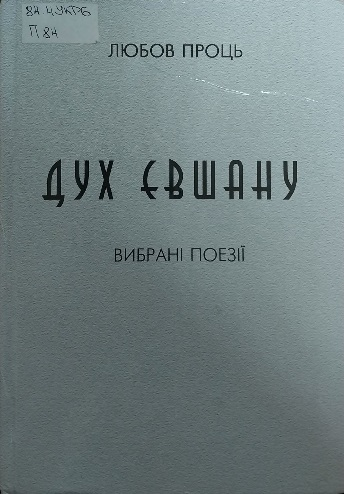 84.4УКР6
П 84
ЛЮБОВ ПРОЦЬ
ДУХ ЄВШАНУ
ВИБРАНІ ПОЕЗІЇ